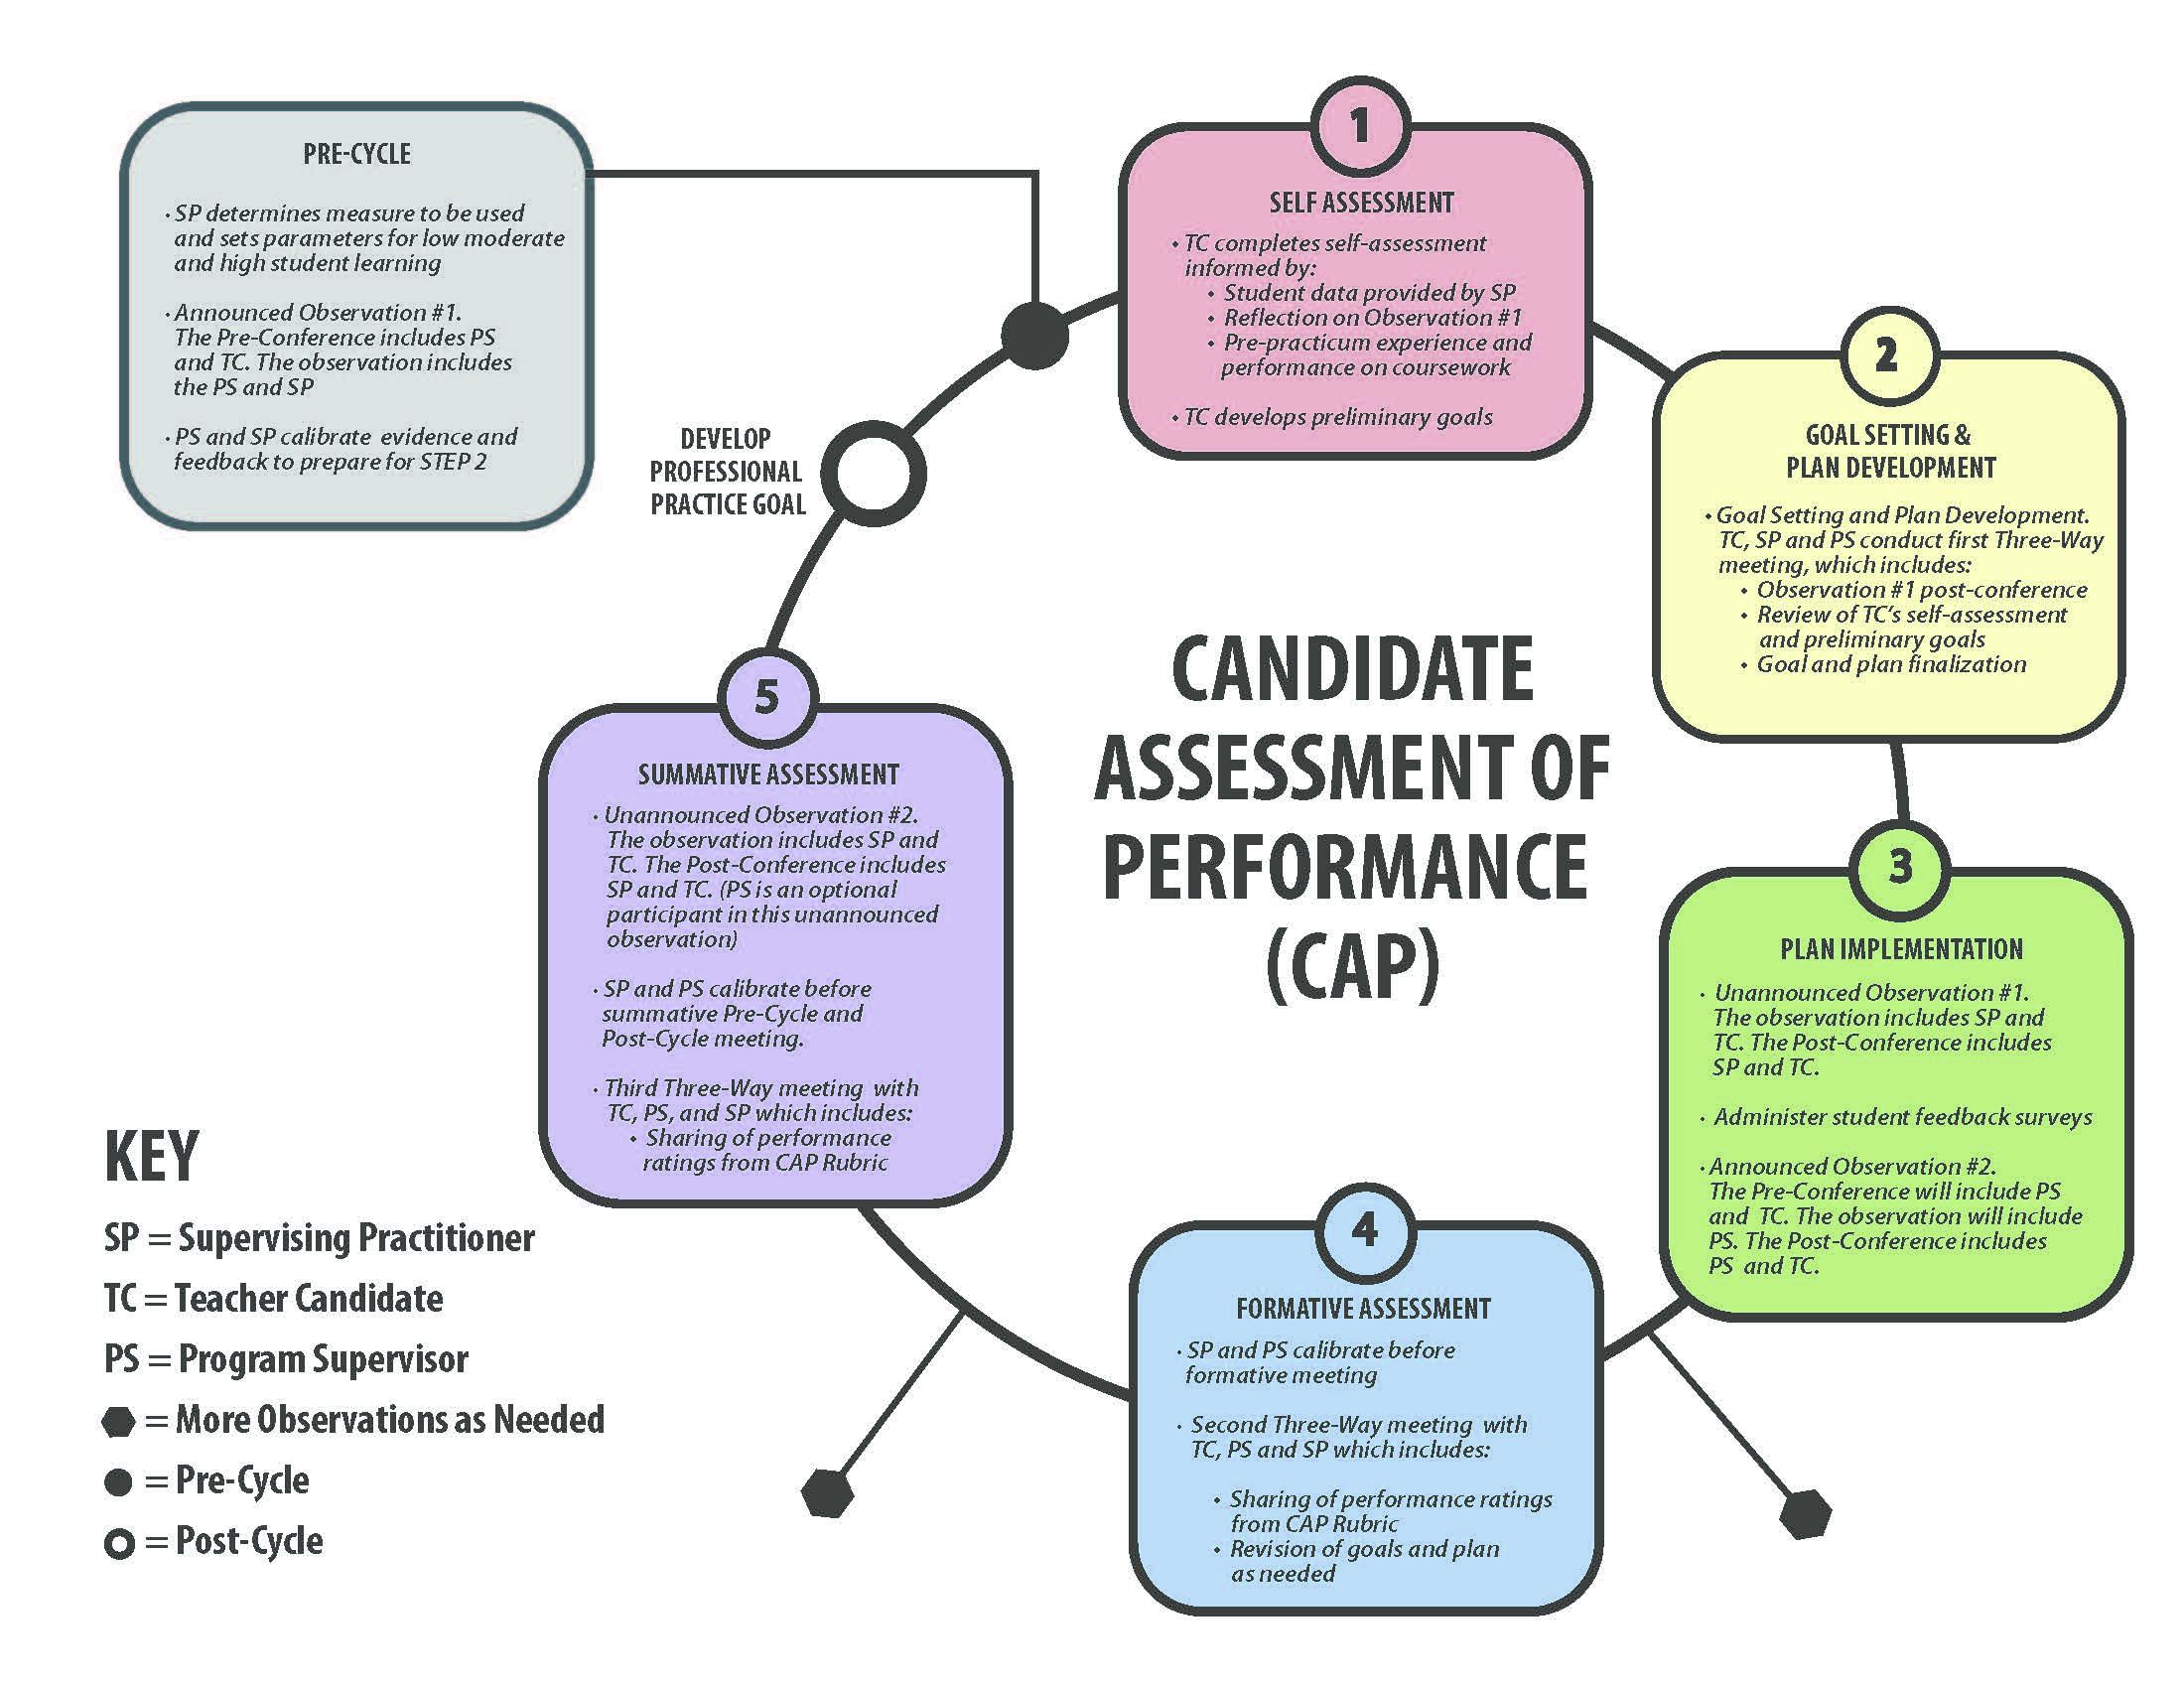 PRE-CYCLE
· SP determines measure to be used
and sets parameters for low moderate
and high student learning
· Announced Observation #1.
The Pre-Conference includes PS
and TC. The observation includes
the PS and SP
· PS and SP calibrate evidence and
feedback to prepare for STEP 2
1
SELF ASSESSMENT
• TC completes self-assessment
informed by:
• Student data provided by SP
• Reflection on Observation #1
• Pre-practicum experience and
performance on coursework
• TC develops preliminary goals
2
GOAL SETTING &
PLAN DEVELOPMENT
• Goal Setting and Plan Development.
TC, SP and PS conduct first Three-Way
meeting, which includes:
• Observation #1 post-conference
• Review of TC's self-assessment
and preliminary goals
• Goal and plan finalization
DEVELOP
PROFESSIONAL
PRACTICE GOAL
CANDIDATE
ASSESSMENT OF
PERFORMANCE
(CAP)
3
PLAN IMPLEMENTATION
· Unannounced Observation #1.
The observation includes SP and
TC. The Post-Conference includes
SP and TC.
· Administer student feedback surveys
· Announced Observation #2.
The Pre-Conference will include PS
and TC. The observation will include
PS. The Post-Conference includes
PS and TC.
4
FORMATIVE ASSESSMENT
· SP and PS calibrate before
formative meeting
· Second Three-Way meeting with
TC, PS and SP which includes:
• Sharing of performance ratings
from CAP Rubric
• Revision of goals and plan
as needed
5
SUMMATIVE ASSESSMENT
· Unannounced Observation #2.
The observation includes SP and
TC. The Post-Conference includes
SP and TC. (PS is an optional
participant in this unannounced
observation)
· SP and PS calibrate before
summative Pre-Cycle and
Post-Cycle meeting.
· Third Three-Way meeting with
TC, PS, and SP which includes:
• Sharing of performance
ratings from CAP Rubric
KEY
SP = Supervising Practitioner
TC = Teacher Candidate
PS = Program Supervisor
= More Observations as Needed
= Pre-Cycle
= Post-Cycle